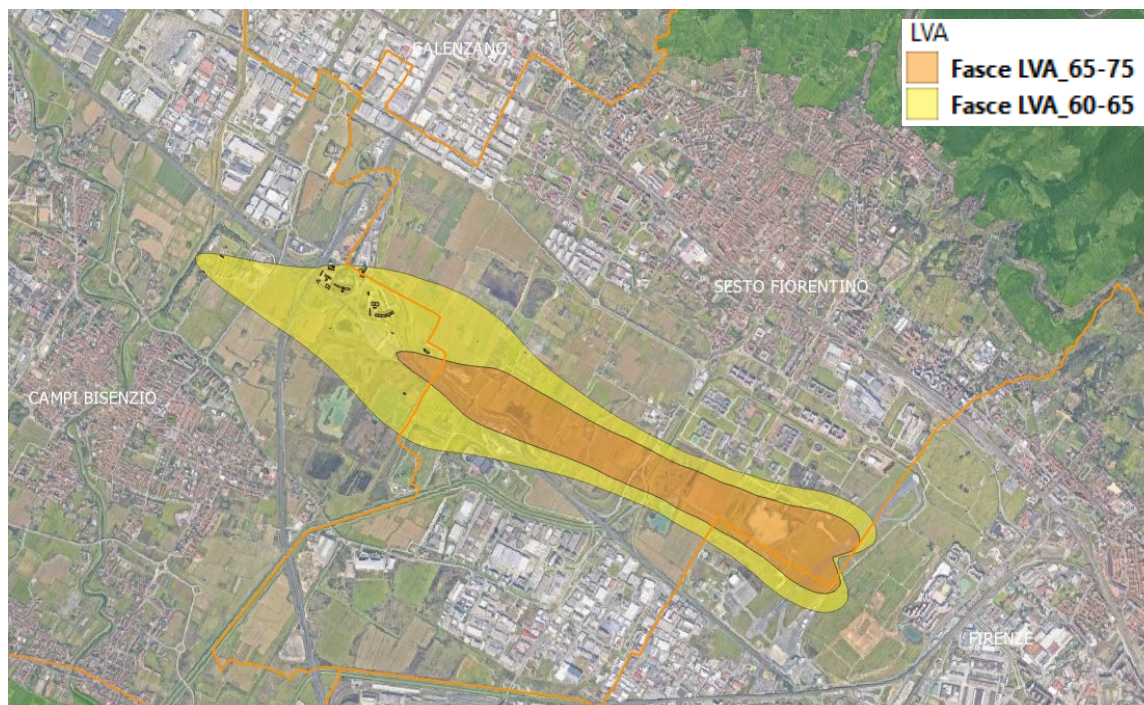 LVA
Fasce LVA_65-75
Fasce LVA_60-65
CALENZANO
SESTO FIORENTINO
CAMPI BISENZIO
FIRENZE